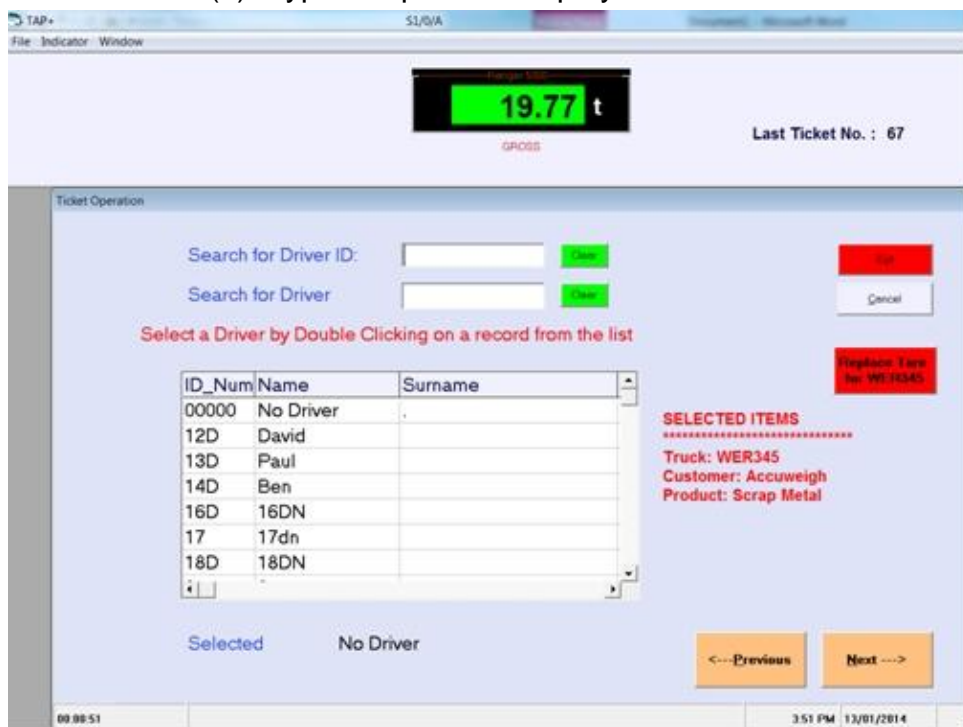 TAP+ S1/0/A
File Indicator Window
19.77 t
GROSS
Last Ticket No. : 67
Ticket Operation
Search for Driver ID: Clear
Search for Driver Clear
Cancel
Select a Driver by Double Clicking on a record from the list
Replace Tare
for WER345
ID_Num Name Surname
00000 No Driver .
12D David
13D Paul
14D Ben
16D 16DN
17 17dn
18D 18DN
SELECTED ITEMS
******************************
Truck: WER345
Customer: Accuweigh
Product: Scrap Metal
Selected No Driver
<---Previous Next --->
00:00:51 3:51 PM 13/01/2014